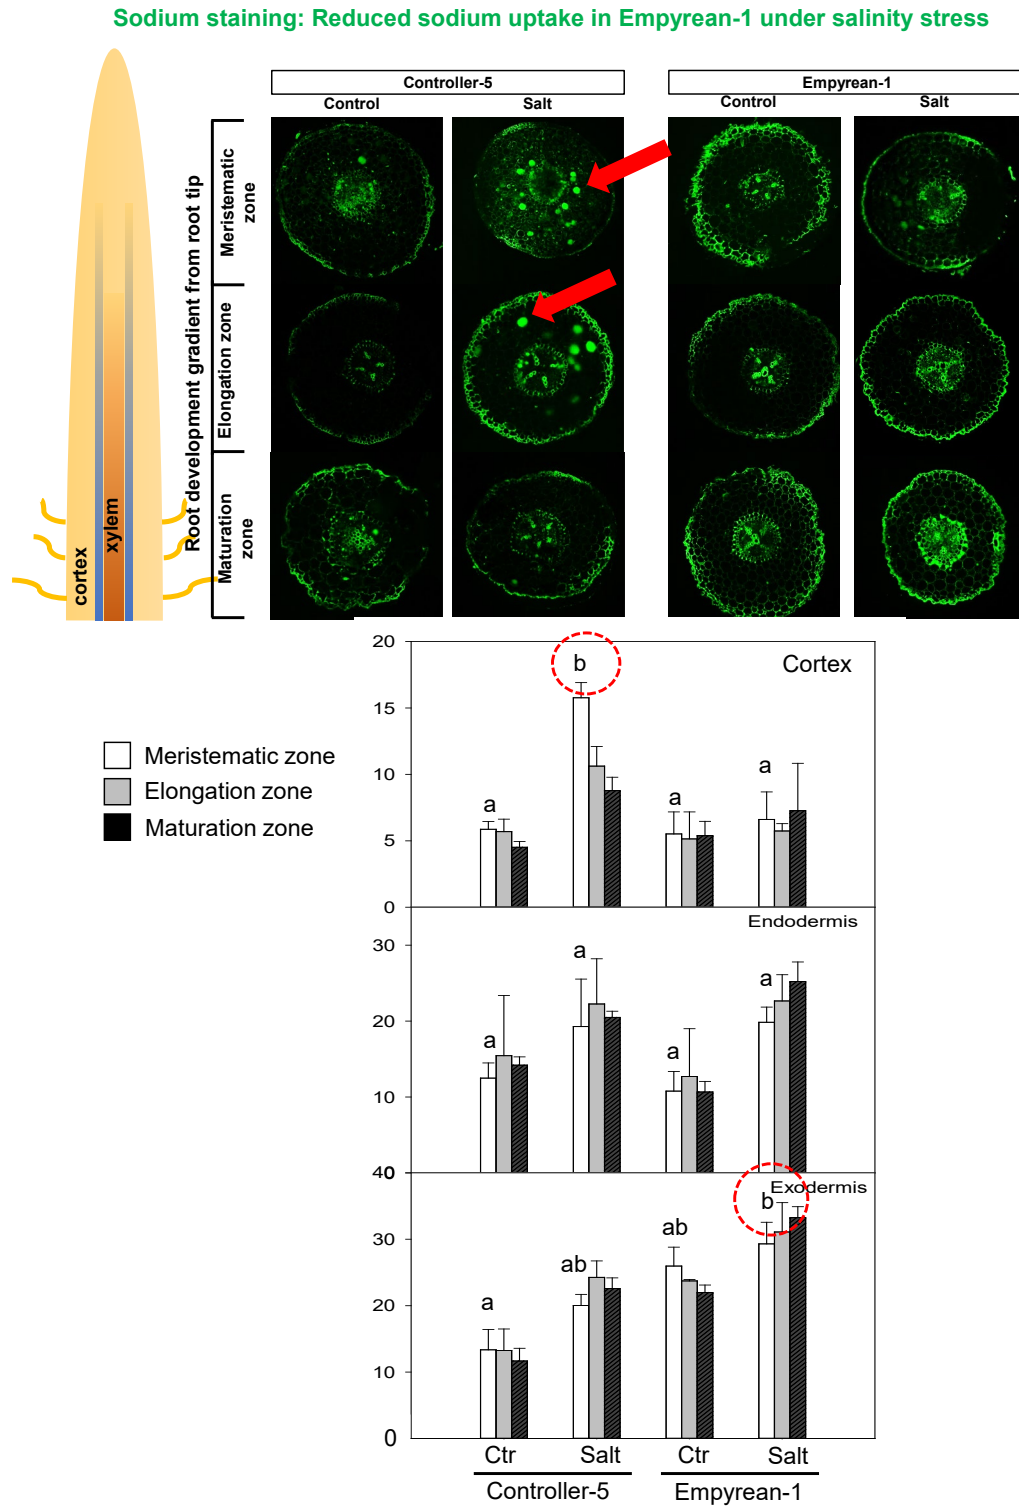 Sodium staining: Reduced sodium uptake in Empyrean-1 under salinity stress
Controller-5
Empyrean-1
Control
Salt
Control
Salt
Root development gradient from root tip
Meristematic
zone
Elongation zone
Maturation
zone
cortex
xylem
Meristematic zone
Elongation zone
Maturation zone
Cortex
20
15
10
5
0
a
b
a
a
Endodermis
30
20
10
0
a
a
a
a
Exodermis
40
30
20
10
0
a
ab
ab
b
Ctr
Salt
Ctr
Salt
Controller-5
Empyrean-1